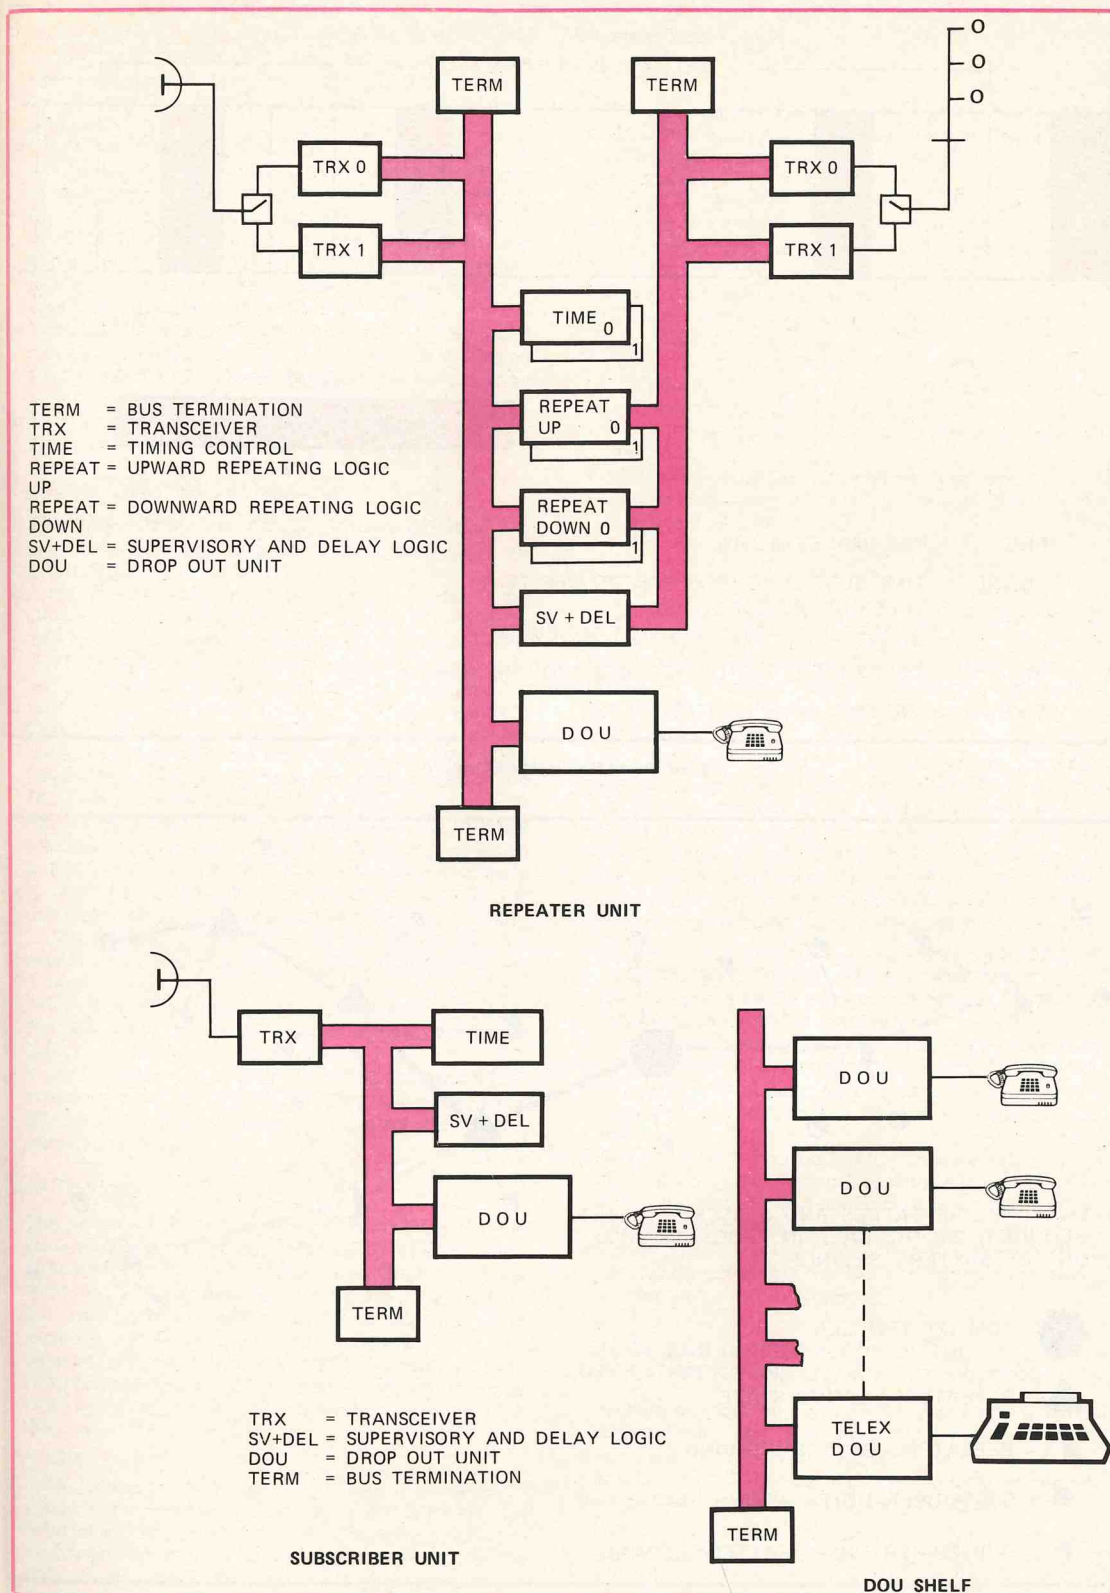 O
O
O
TERM
TERM
TRX 0
TRX 0
TRX 1
TRX 1
TIME 0
1
REPEAT
UP 0
1
REPEAT
DOWN 0
1
SV + DEL
DOU
TERM
TERM = BUS TERMINATION
TRX = TRANSCEIVER
TIME = TIMING CONTROL
REPEAT = UPWARD REPEATING LOGIC
UP
REPEAT = DOWNWARD REPEATING LOGIC
DOWN
SV+DEL = SUPERVISORY AND DELAY LOGIC
DOU = DROP OUT UNIT
REPEATER UNIT
TRX
TIME
SV + DEL
DOU
TERM
TRX = TRANSCEIVER
SV+DEL = SUPERVISORY AND DELAY LOGIC
DOU = DROP OUT UNIT
TERM = BUS TERMINATION
SUBSCRIBER UNIT
DOU
DOU
TELEX
DOU
TERM
DOU SHELF